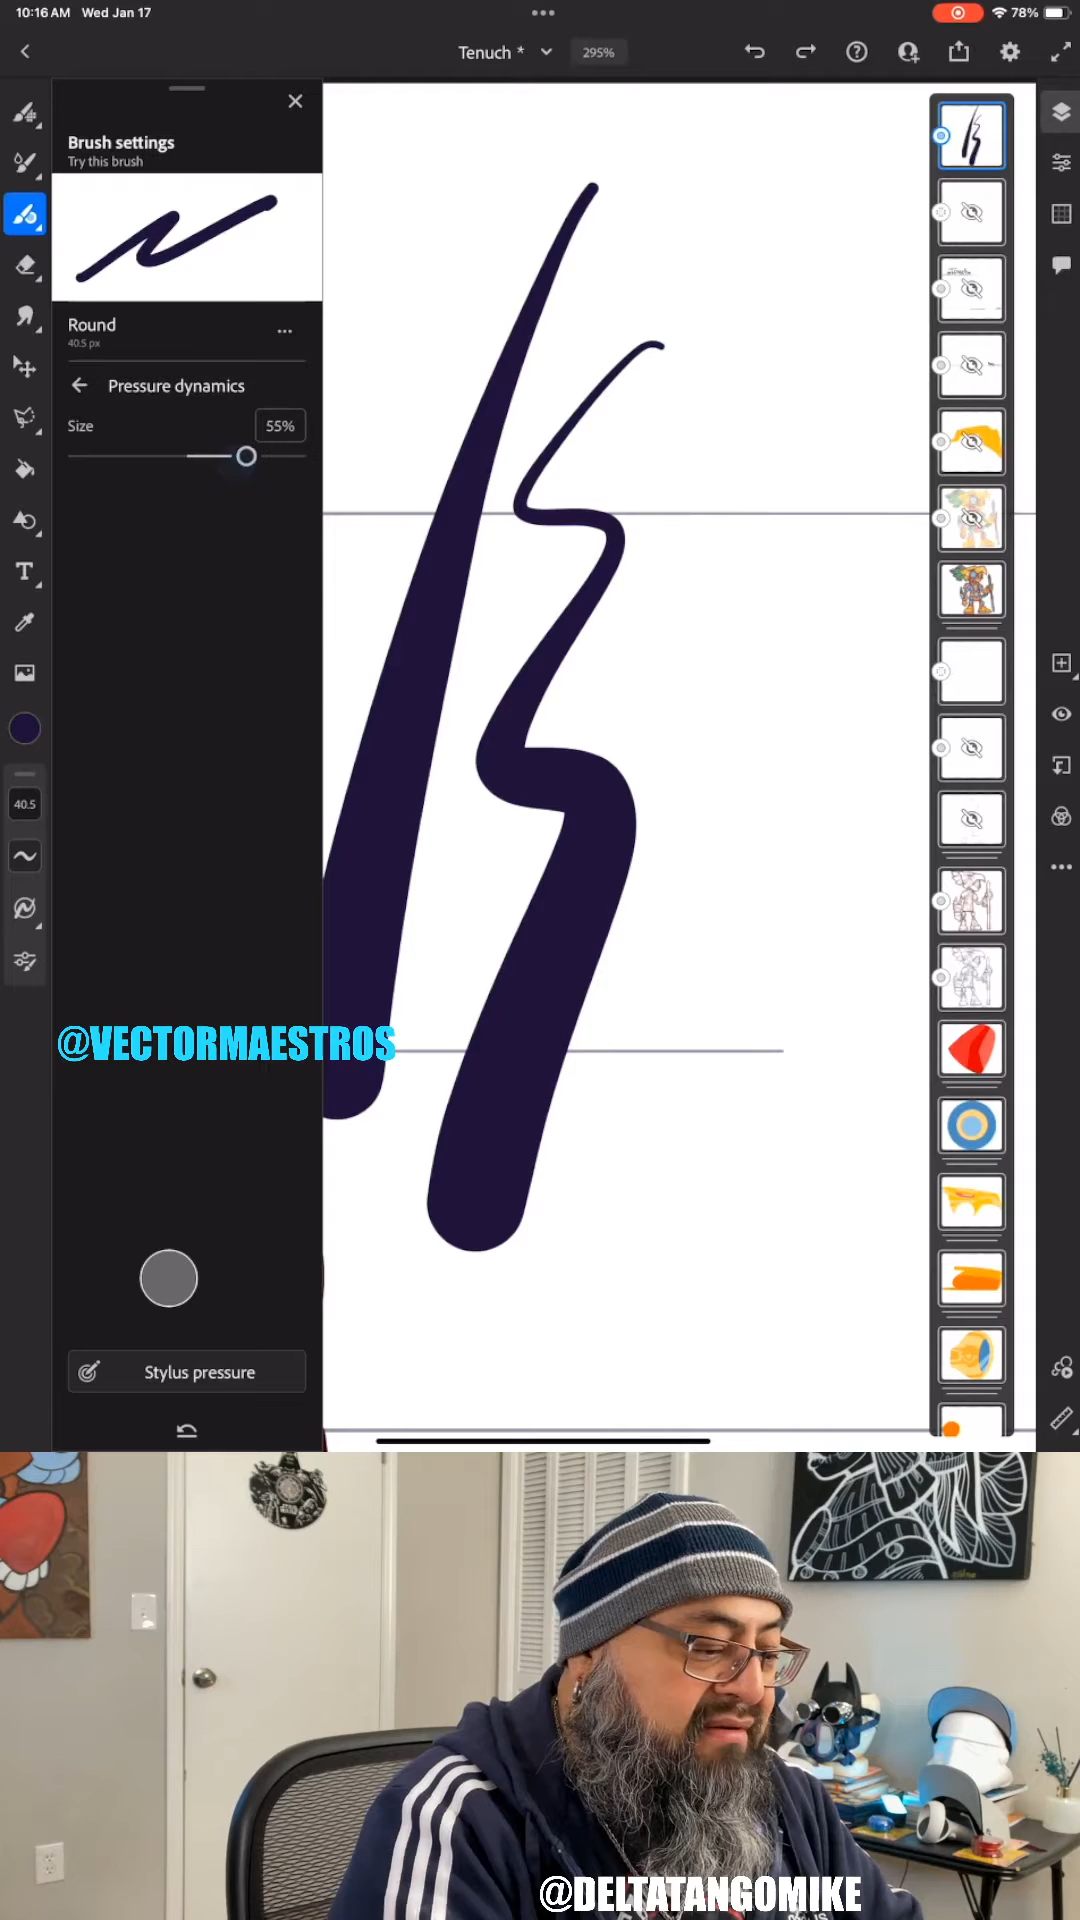 10:16 AM Wed Jan 17
78%
Tenuch *
295%
Brush settings
Try this brush
Round
40.5 px
Pressure dynamics
Size
55%
T
40.5
@VECTORMAESTROS
Stylus pressure
@DELTATANGOMIKE